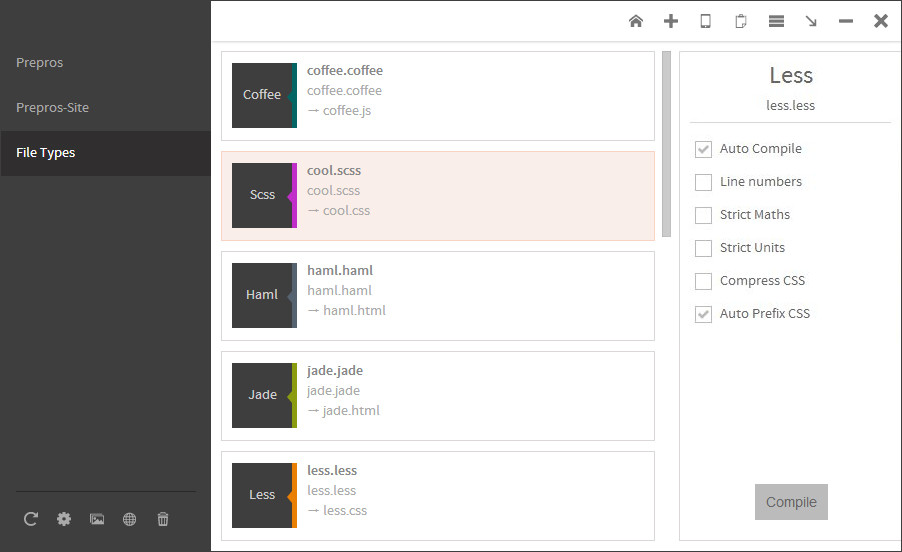 Prepros
Prepros-Site
File Types
Coffee
coffee.coffee
coffee.coffee
→ coffee.js
Scss
cool.scss
cool.scss
→ cool.css
Haml
haml.haml
haml.haml
→ haml.html
Jade
jade.jade
jade.jade
→ jade.html
Less
less.less
less.less
→ less.css
Less
less.less
Auto Compile
Line numbers
Strict Maths
Strict Units
Compress CSS
Auto Prefix CSS
Compile